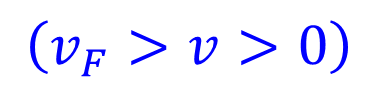 (v_F > v > 0)